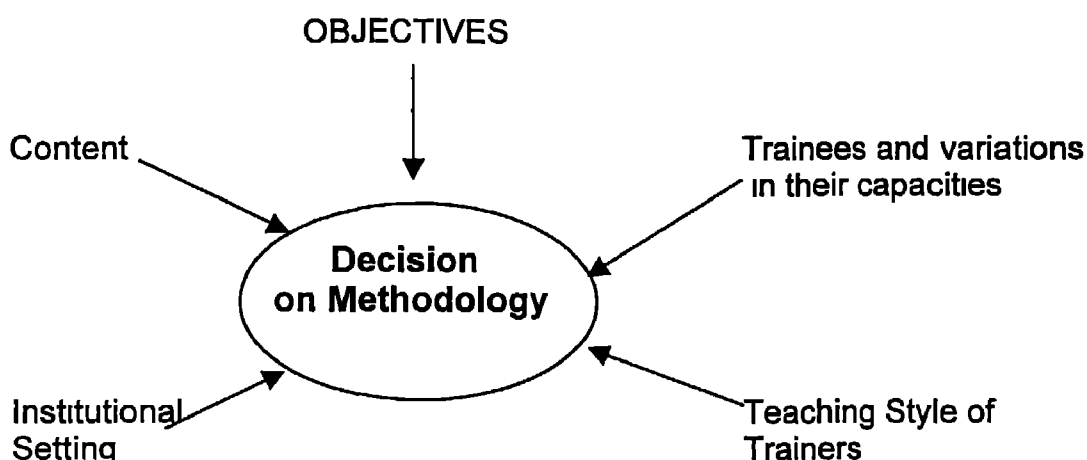 OBJECTIVES
Content
Trainees and variations
in their capacities
Decision
on Methodology
Institutional
Setting
Teaching Style of
Trainers